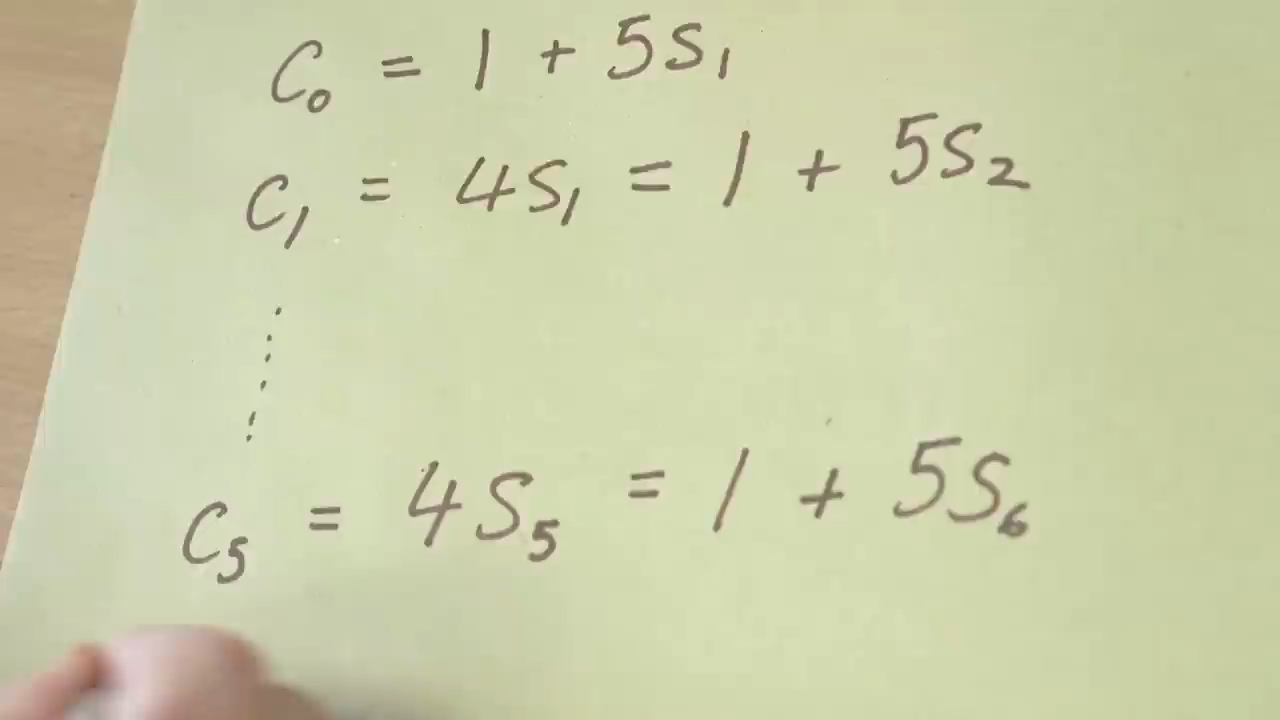 C₀ = 1 + 5S₁
C₁ = 4S₁ = 1 + 5S₂
C₅ = 4S₅ = 1 + 5S₆